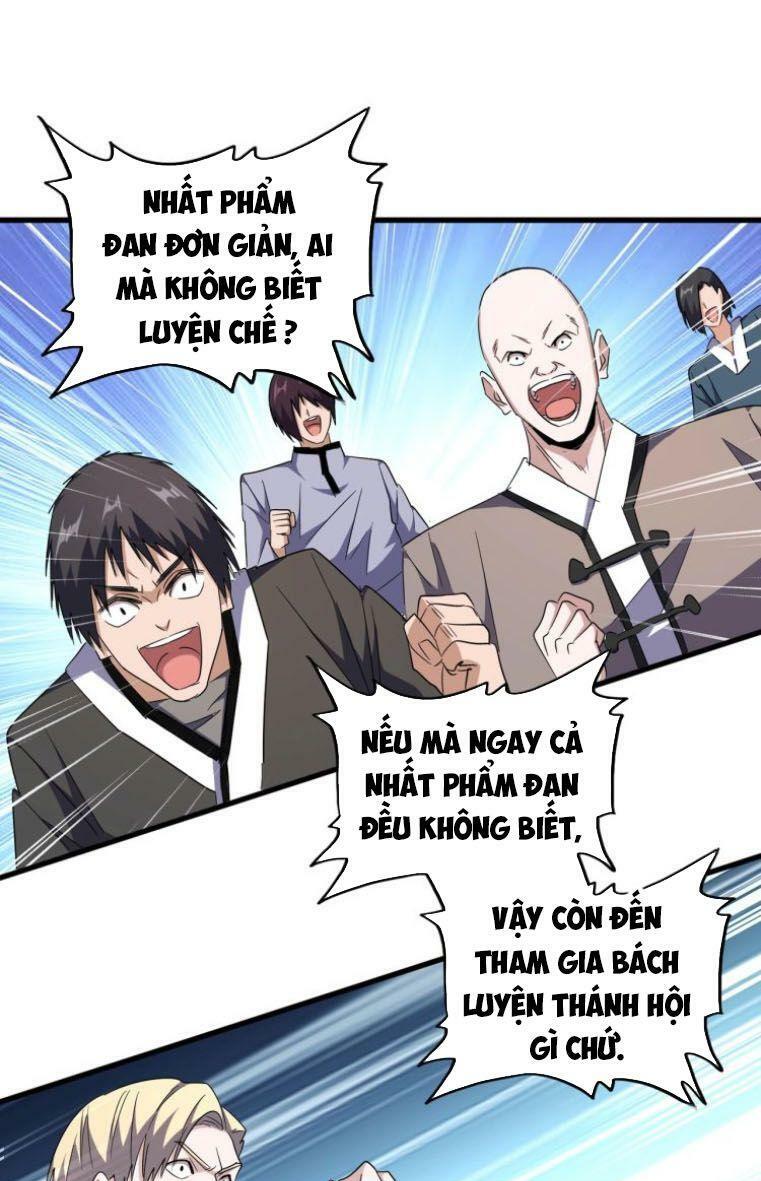 NHẤT PHẨM
ĐAN ĐƠN GIẢN, AI
MÀ KHÔNG BIẾT
LUYỆN CHẾ ?
NẾU MÀ NGAY CẢ
NHẤT PHẨM ĐAN
ĐỀU KHÔNG BIẾT,
VẬY CÒN ĐẾN
THAM GIA BÁCH
LUYỆN THÁNH HỘI
GÌ CHỨ.